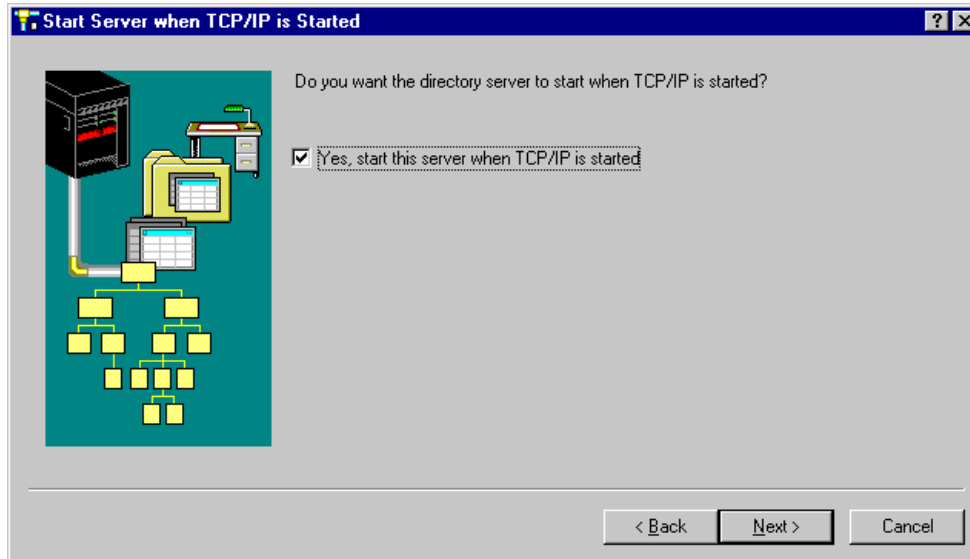 Start Server when TCP/IP is Started
Do you want the directory server to start when TCP/IP is started?
Yes, start this server when TCP/IP is started
< Back
Next >
Cancel